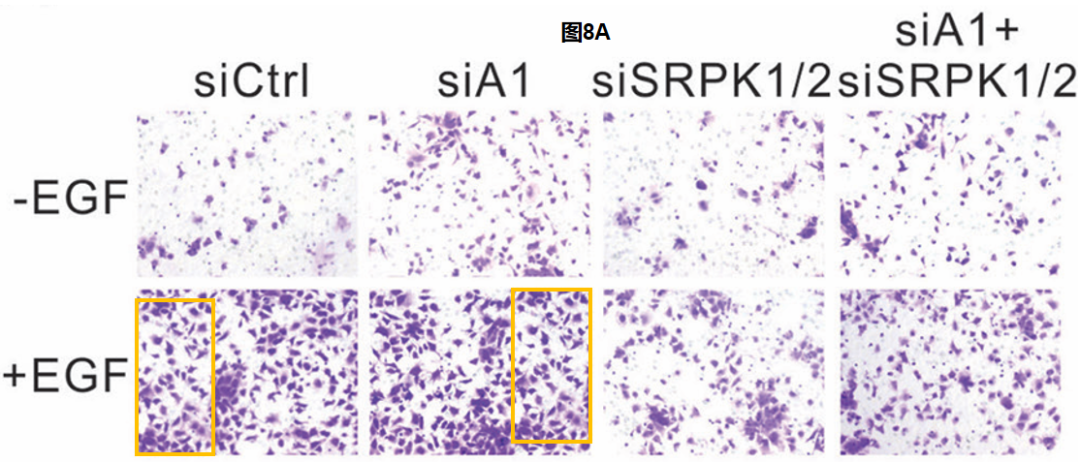 图8A
siCtrl
siA1
siSRPK1/2
siA1+
siSRPK1/2
-EGF
+EGF